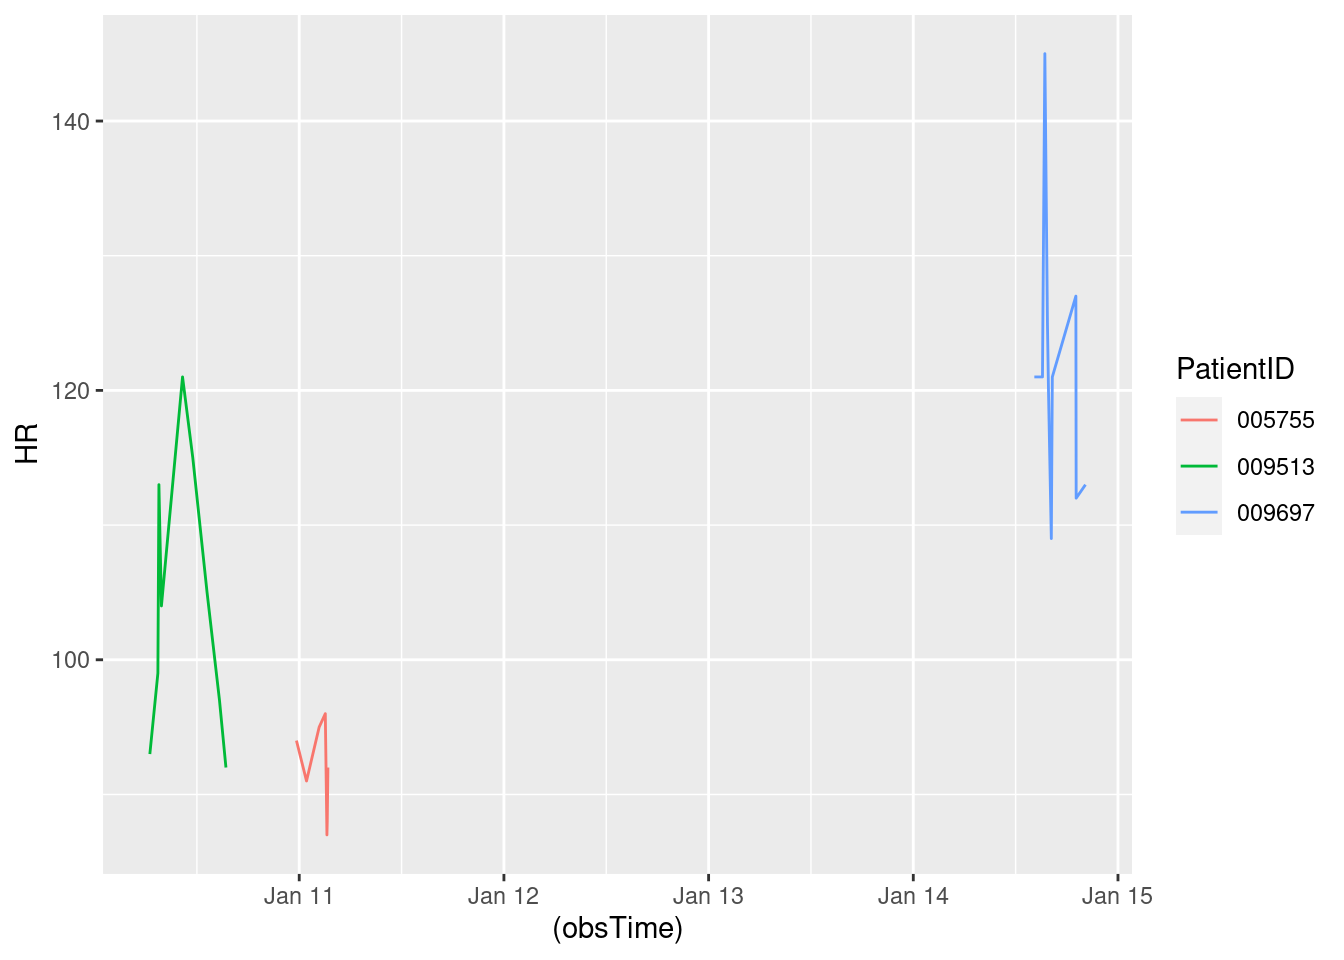 140
120
100
HR
Jan 11
Jan 12
Jan 13
Jan 14
Jan 15
(obsTime)
PatientID
005755
009513
009697